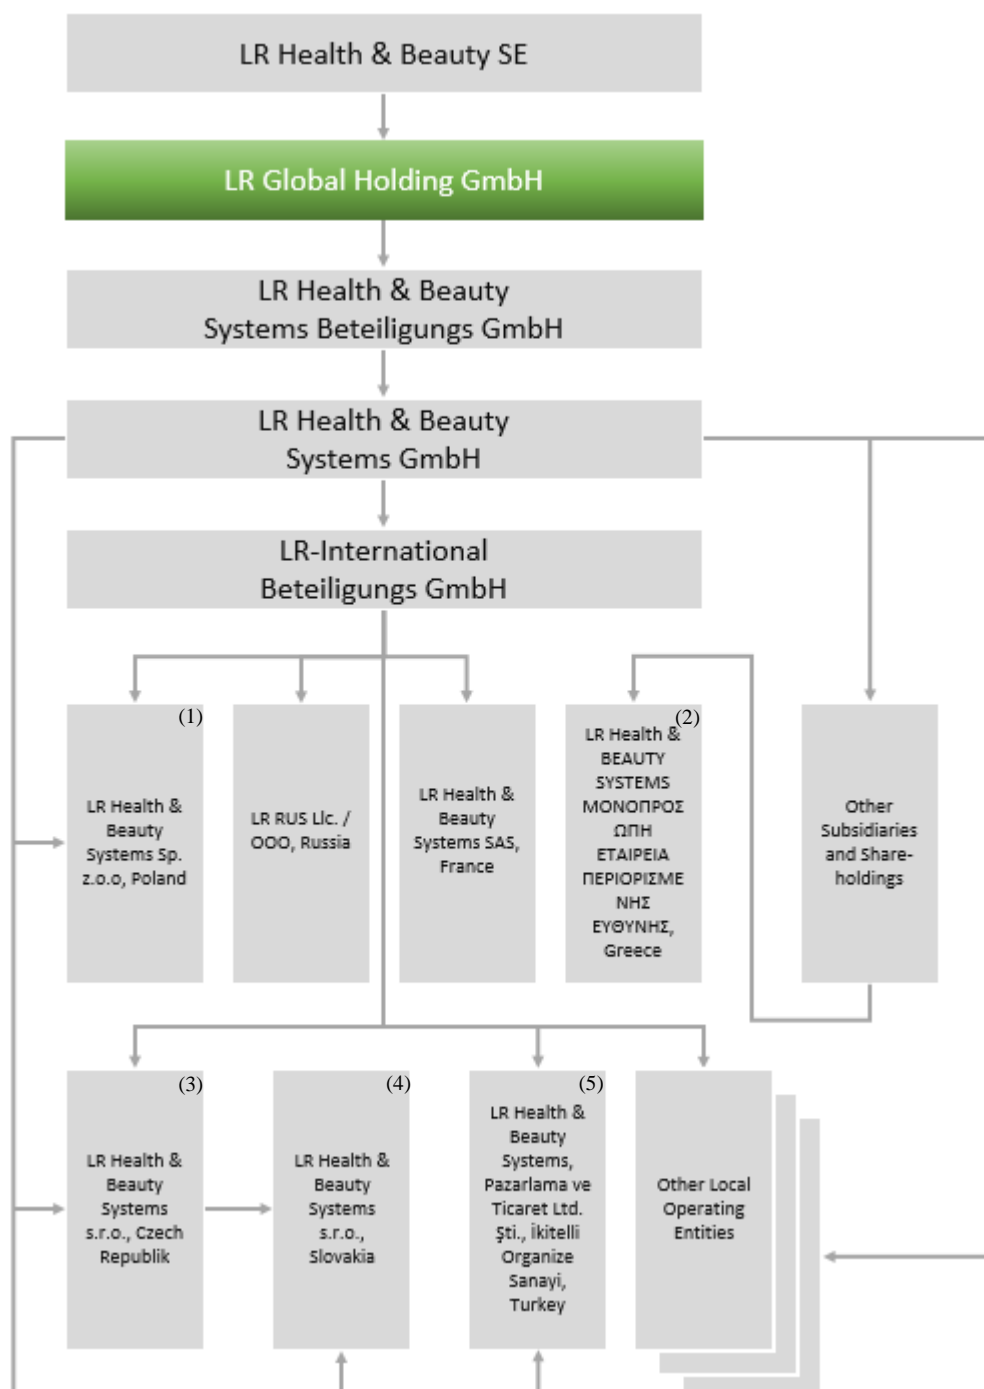 LR Health & Beauty SE
LR Global Holding GmbH
LR Health & Beauty
Systems Beteiligungs GmbH
LR Health & Beauty
Systems GmbH
LR-International
Beteiligungs GmbH
(1)
LR Health &
Beauty
Systems Sp.
z.o.o, Poland
LR RUS Llc. /
OOO, Russia
LR Health &
Beauty
Systems SAS,
France
(2)
LR Health &
BEAUTY
SYSTEMS
ΜΟΝΟΠΡΟΣ
ΩΠΗ
ΕΤΑΙΡΕΙΑ
ΠΕΡΙΟΡΙΣΜΕ
ΝΗΣ
ΕΥΘΥΝΗΣ,
Greece
Other
Subsidiaries
and Share-
holdings
(3)
LR Health &
Beauty
Systems
s.r.o., Czech
Republik
(4)
LR Health &
Beauty
Systems
s.r.o.,
Slovakia
(5)
LR Health &
Beauty
Systems,
Pazarlama ve
Ticaret Ltd.
Şti., İkitelli
Organize
Sanayi,
Turkey
Other Local
Operating
Entities